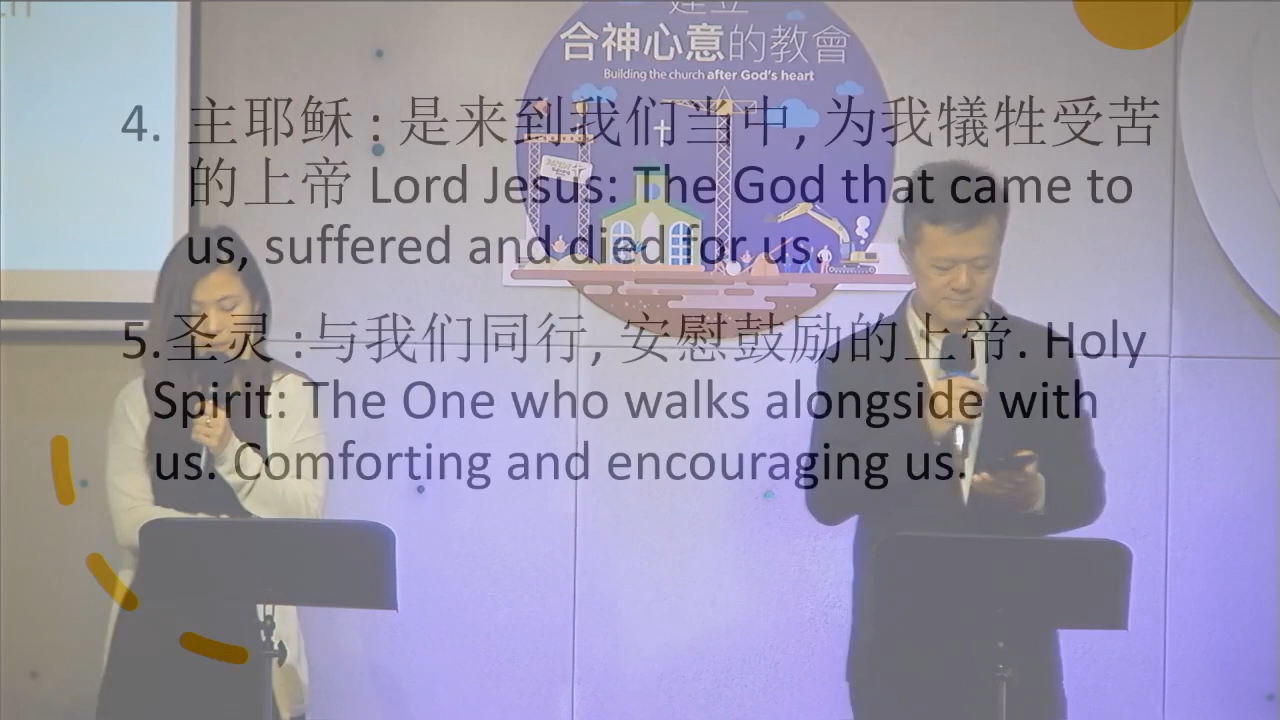 建立
合神心意的教會
Building the church after God's heart
4. 主耶稣 : 是来到我们当中, 为我犠牲受苦
的上帝 Lord Jesus: The God that came to
us, suffered and died for us.
5.圣灵 :与我们同行, 安慰鼓励的上帝. Holy
Spirit: The One who walks alongside with
us. Comforting and encouraging us.